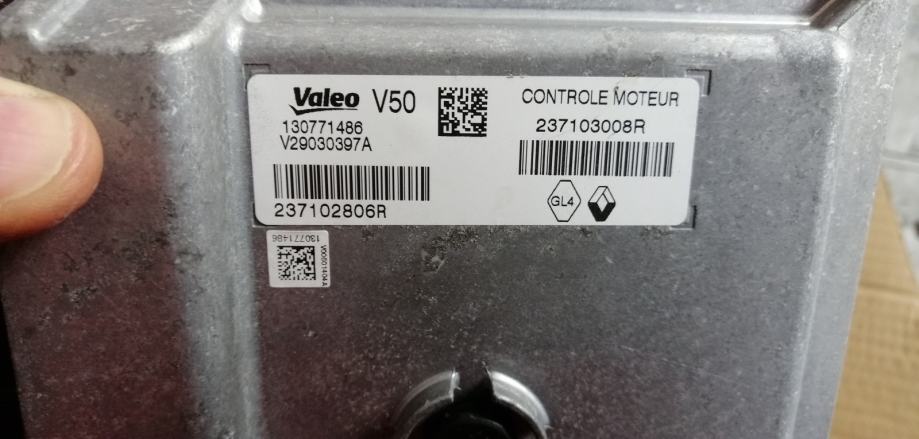 Valeo V50
130771486
V29030397A
237102806R
CONTROLE MOTEUR
237103008R
GL4
130771486